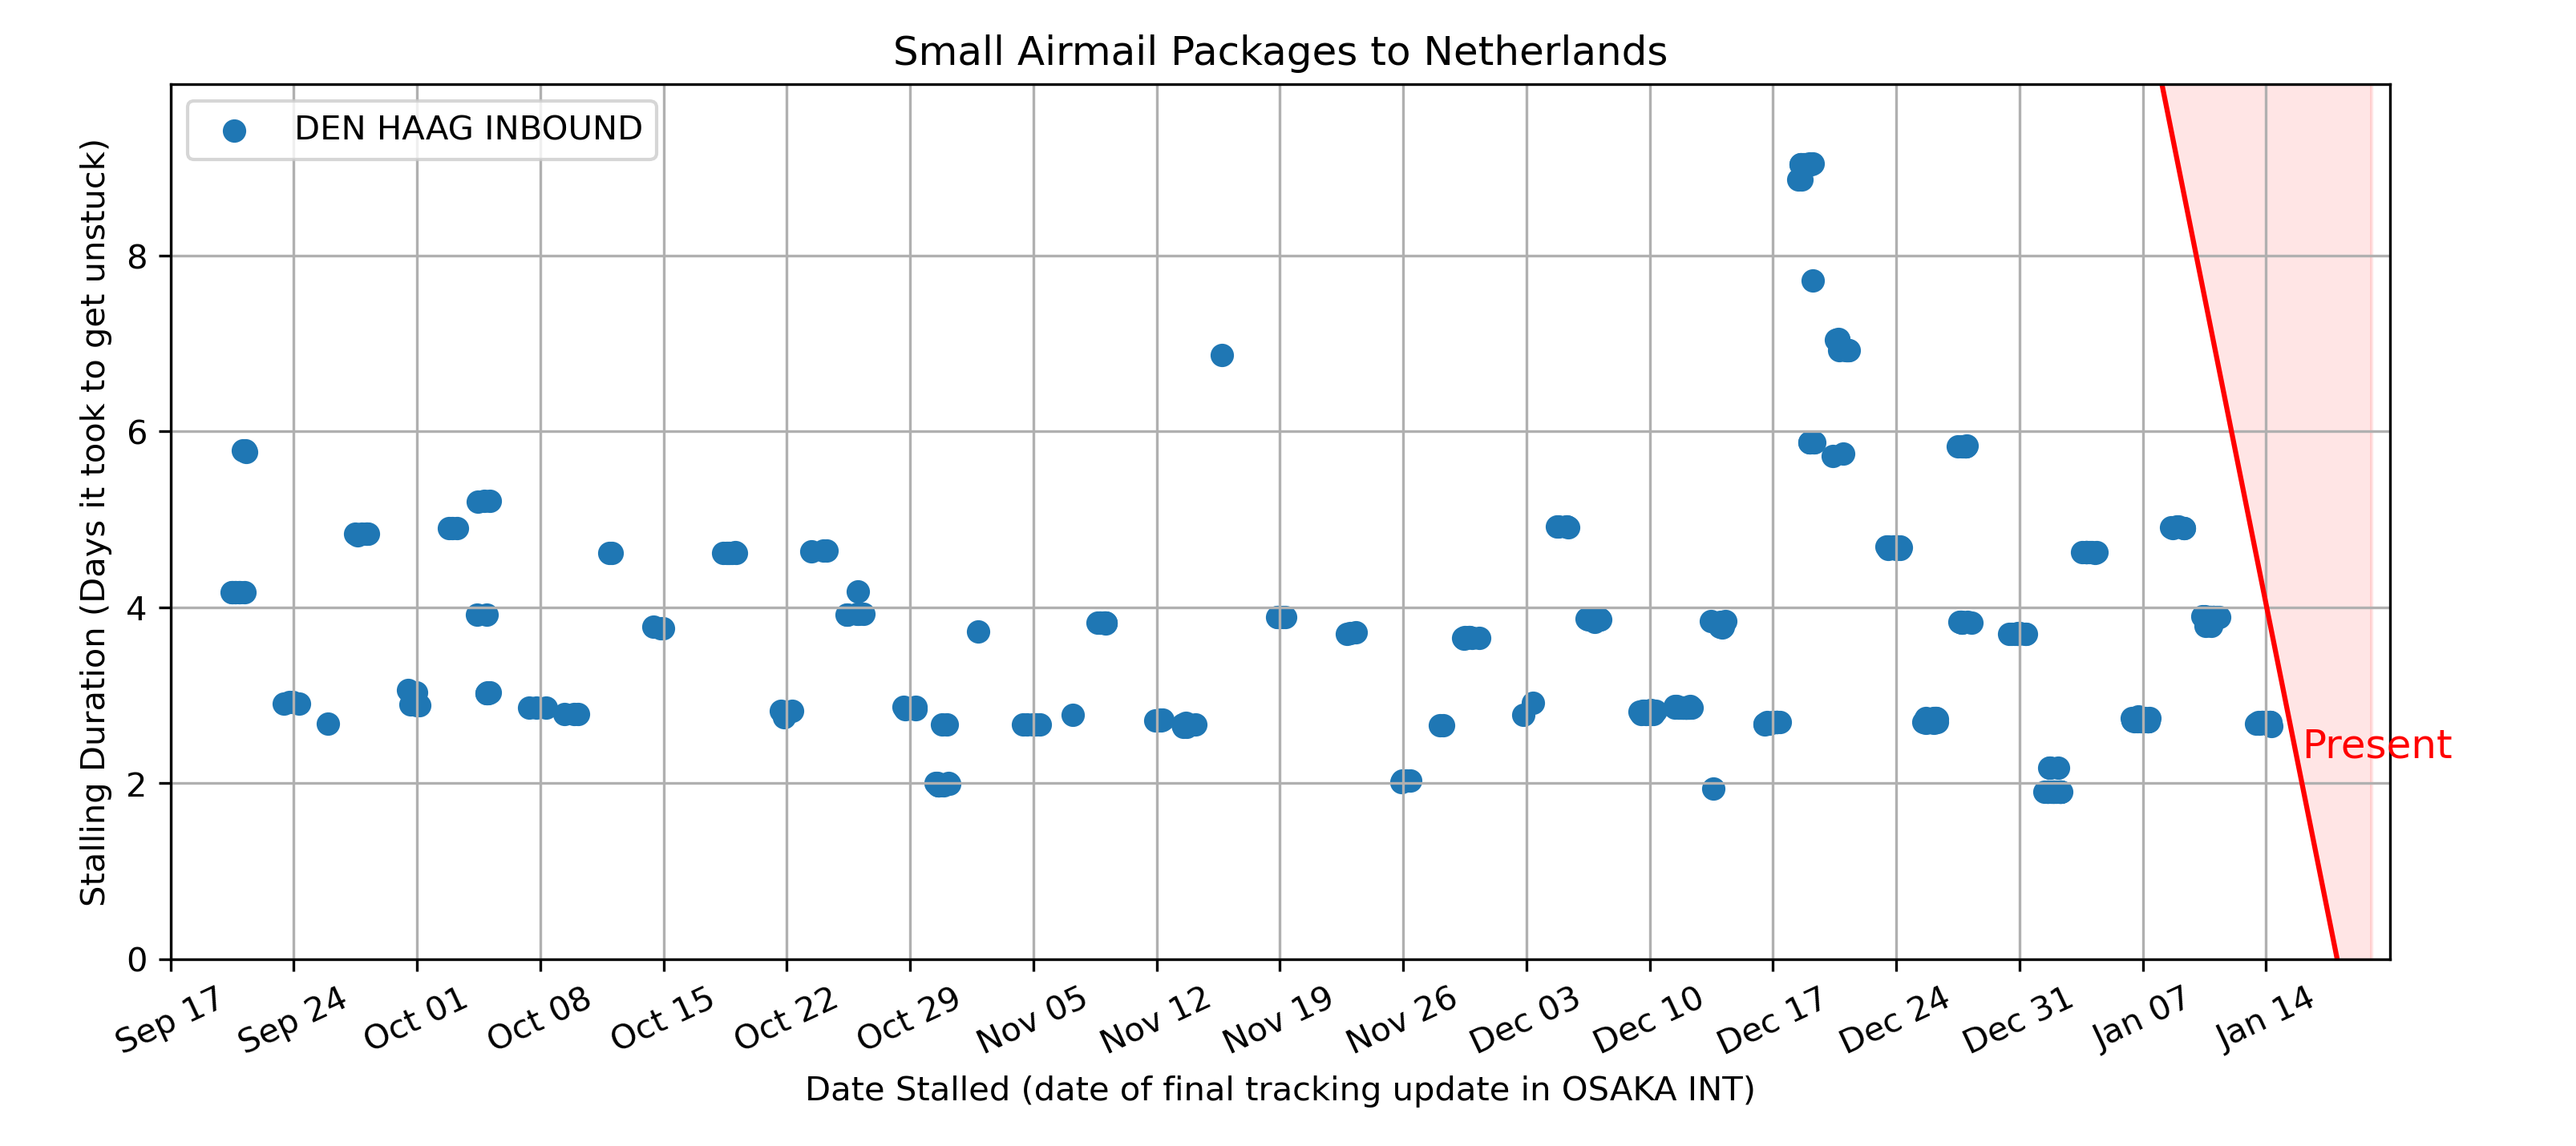 Small Airmail Packages to Netherlands
DEN HAAG INBOUND
Stalling Duration (Days it took to get unstuck)
8
6
4
2
0
Present
Sep 17
Sep 24
Oct 01
Oct 08
Oct 15
Oct 22
Oct 29
Nov 05
Nov 12
Nov 19
Nov 26
Dec 03
Dec 10
Dec 17
Dec 24
Dec 31
Jan 07
Jan 14
Date Stalled (date of final tracking update in OSAKA INT)